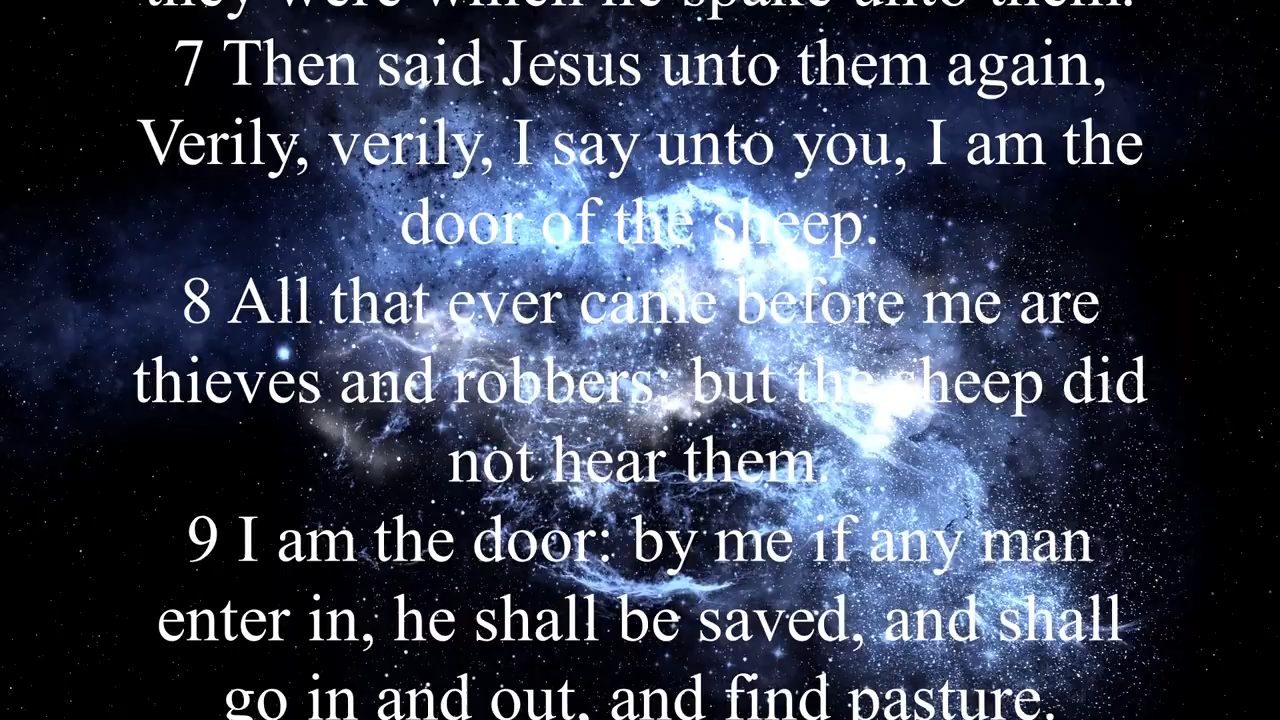 they were which he spake unto them.
7 Then said Jesus unto them again,
Verily, verily, I say unto you, I am the
door of the sheep.
8 All that ever came before me are
thieves and robbers: but the sheep did
not hear them.
9 I am the door: by me if any man
enter in, he shall be saved, and shall
go in and out, and find pasture.